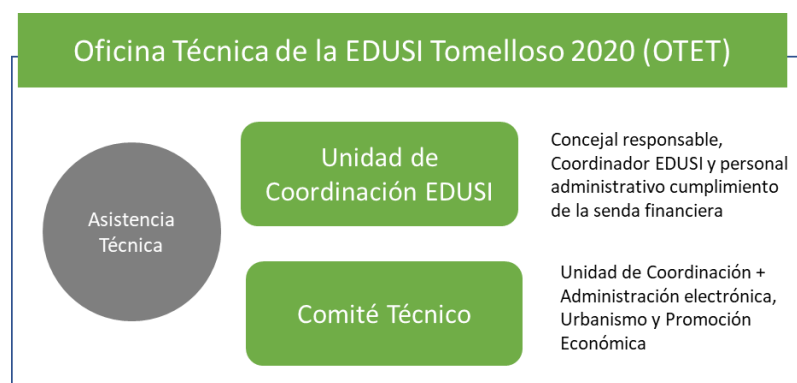 Oficina Técnica de la EDUSI Tomelloso 2020 (OTET)
Asistencia
Técnica
Unidad de
Coordinación EDUSI
Concejal responsable,
Coordinador EDUSI y personal
administrativo cumplimiento
de la senda financiera
Comité Técnico
Unidad de Coordinación +
Administración electrónica,
Urbanismo y Promoción
Económica